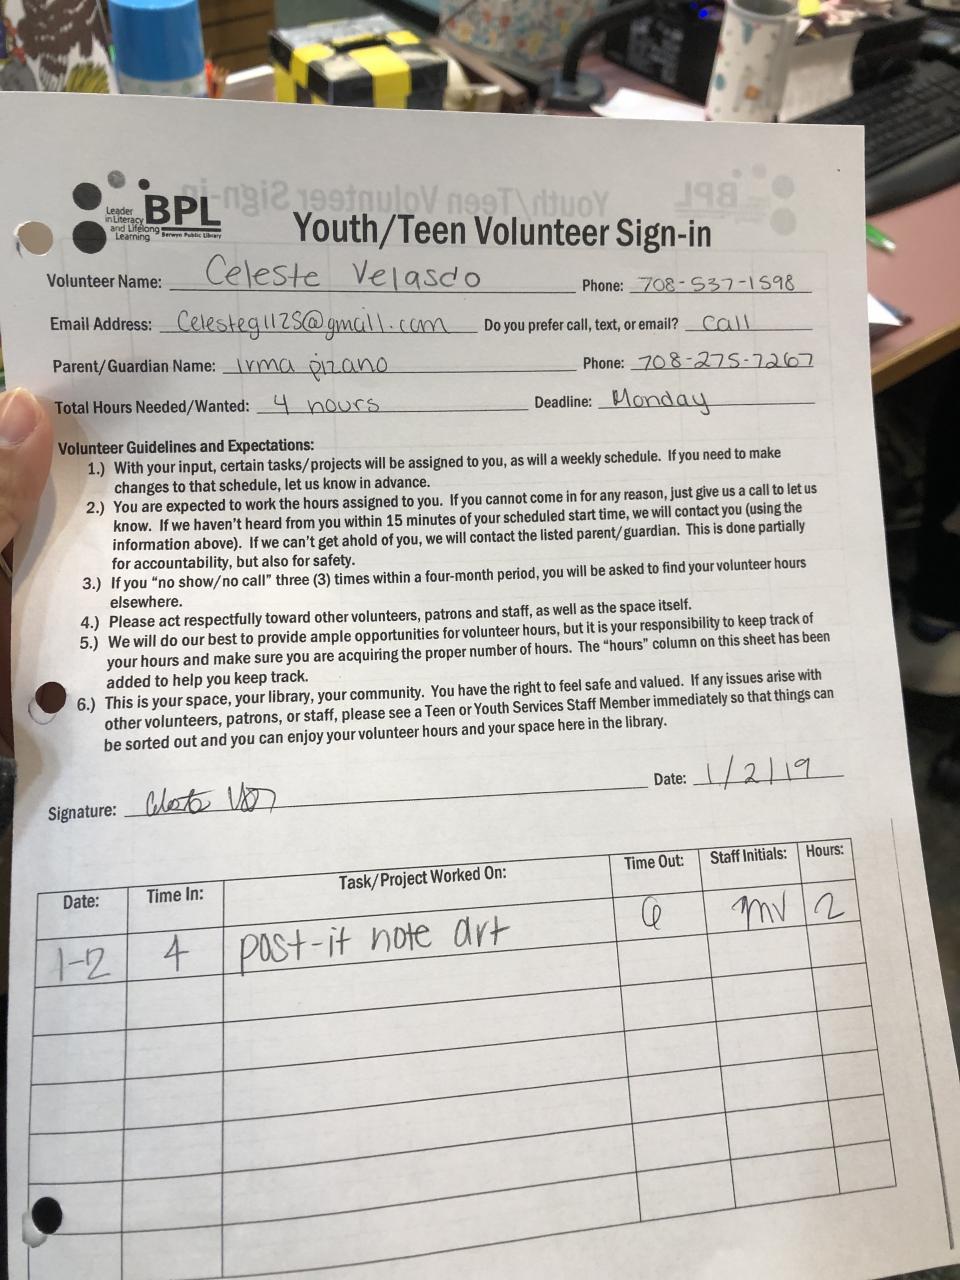 Leader
in Literacy
and Lifelong
Learning
BPL
Berwyn Public Library
Youth/Teen Volunteer Sign-in
Volunteer Name: Celeste Velasdo Phone: 708-537-1598
Email Address: Celesteg1125@gmail.com Do you prefer call, text, or email? call
Parent/Guardian Name: Irma pizano Phone: 708-275-7267
Total Hours Needed/Wanted: 4 hours Deadline: Monday
Volunteer Guidelines and Expectations:
1.) With your input, certain tasks/projects will be assigned to you, as will a weekly schedule. If you need to make
changes to that schedule, let us know in advance.
2.) You are expected to work the hours assigned to you. If you cannot come in for any reason, just give us a call to let us
know. If we haven't heard from you within 15 minutes of your scheduled start time, we will contact you (using the
information above). If we can't get ahold of you, we will contact the listed parent/guardian. This is done partially
for accountability, but also for safety.
3.) If you "no show/no call" three (3) times within a four-month period, you will be asked to find your volunteer hours
elsewhere.
4.) Please act respectfully toward other volunteers, patrons and staff, as well as the space itself.
5.) We will do our best to provide ample opportunities for volunteer hours, but it is your responsibility to keep track of
your hours and make sure you are acquiring the proper number of hours. The "hours" column on this sheet has been
added to help you keep track.
6.) This is your space, your library, your community. You have the right to feel safe and valued. If any issues arise with
other volunteers, patrons, or staff, please see a Teen or Youth Services Staff Member immediately so that things can
be sorted out and you can enjoy your volunteer hours and your space here in the library.
Signature: Date: 1/2/19
Date: Time In: Task/Project Worked On: Time Out: Staff Initials: Hours:
1-2 4 post-it note art 6 mv 2